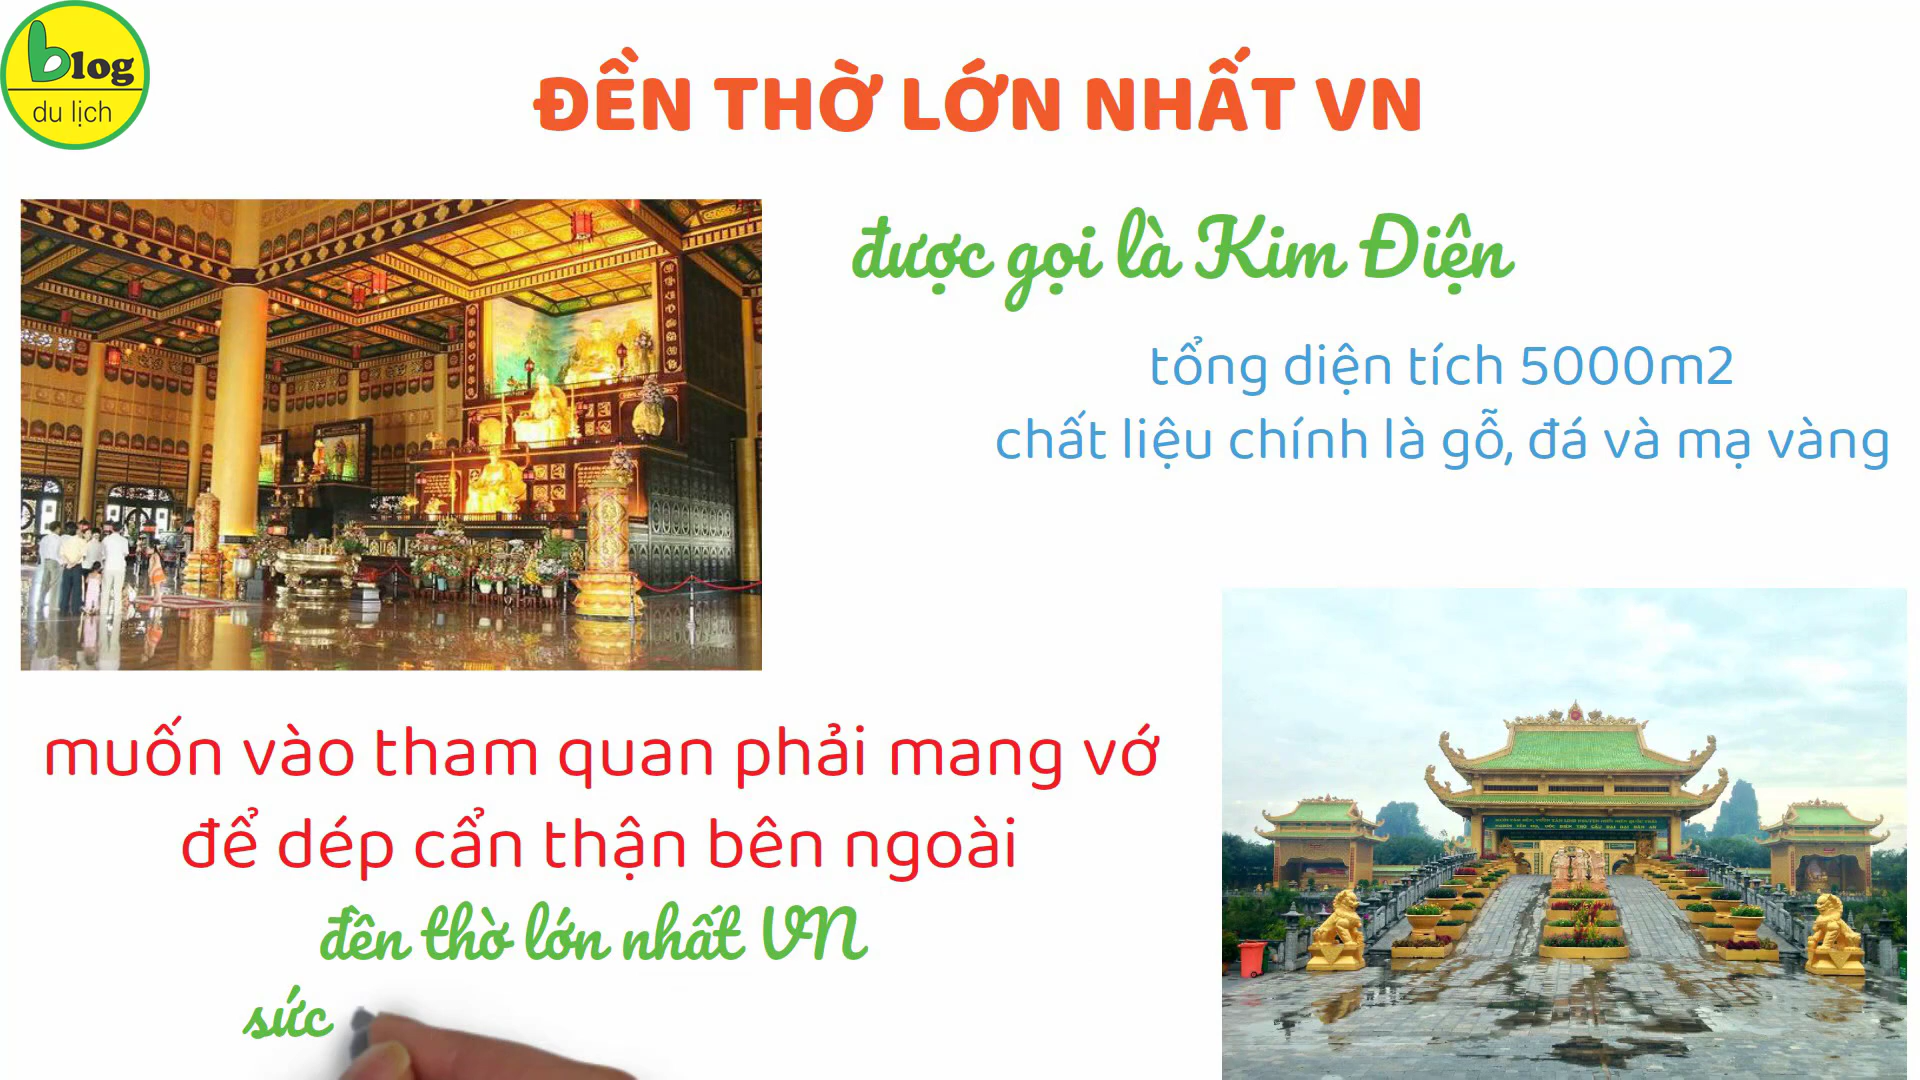 blog
du lịch
ĐỀN THỜ LỚN NHẤT VN
được gọi là Kim Điện
tổng diện tích 5000m2
chất liệu chính là gỗ, đá và mạ vàng
muốn vào tham quan phải mang vớ
để dép cẩn thận bên ngoài
đền thờ lớn nhất VN
sức